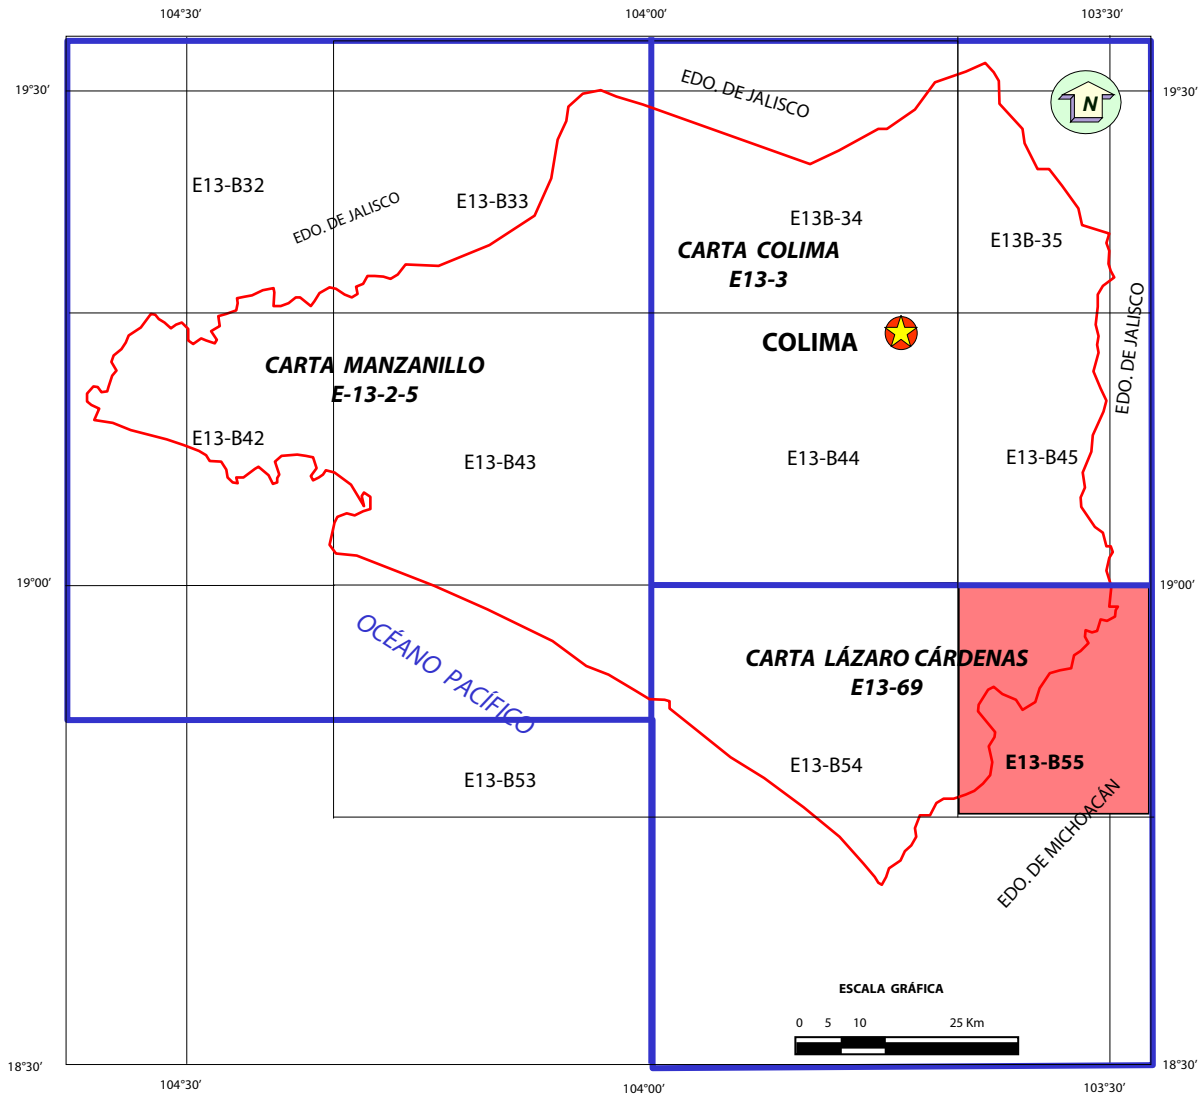 104°30’ 104°00’ 103°30’
19°30’ 19°30’
EDO. DE JALISCO
N
E13-B32
E13-B33
EDO. DE JALISCO
E13B-34
E13B-35
CARTA COLIMA
E13-3
EDO. DE JALISCO
COLIMA
CARTA MANZANILLO
E-13-2-5
E13-B42
E13-B43
E13-B44
E13-B45
19°00’ 19°00’
OCÉANO PACÍFICO
CARTA LÁZARO CÁRDENAS
E13-69
E13-B53
E13-B54
E13-B55
EDO. DE MICHOACÁN
ESCALA GRÁFICA
0 5 10 25 Km
18°30’ 18°30’
104°30’ 104°00’ 103°30’